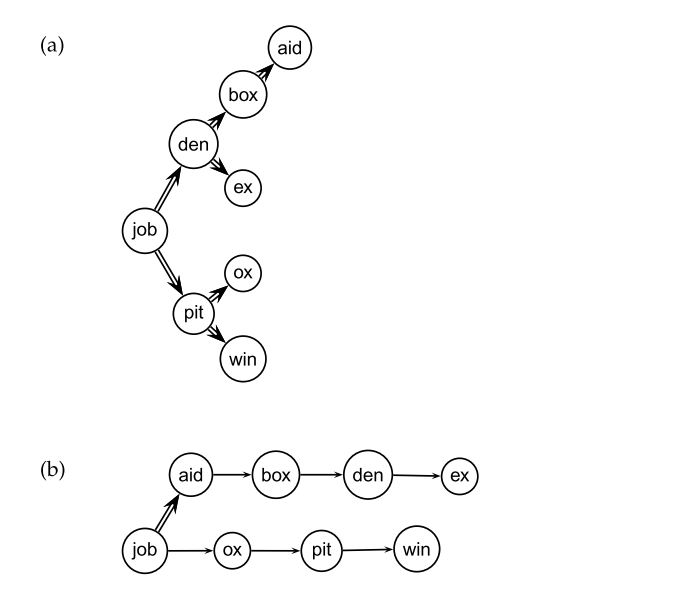 (a)
aid
box
den
ex
job
ox
pit
win
(b)
aid box den ex
job ox pit win